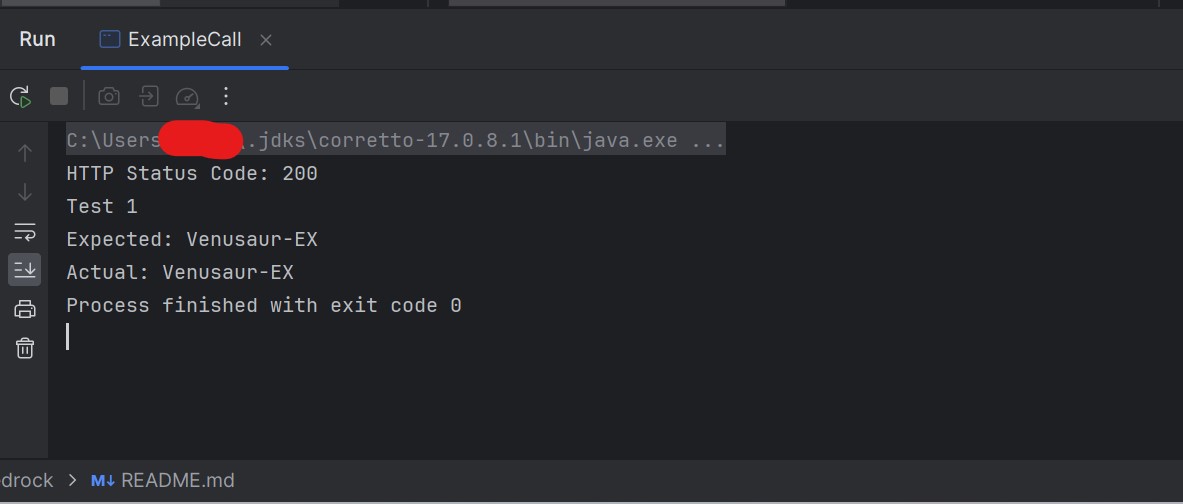 Run ExampleCall
C:\Users \.jdks\corretto-17.0.8.1\bin\java.exe ...
HTTP Status Code: 200
Test 1
Expected: Venusaur-EX
Actual: Venusaur-EX
Process finished with exit code 0
drock > M↓ README.md